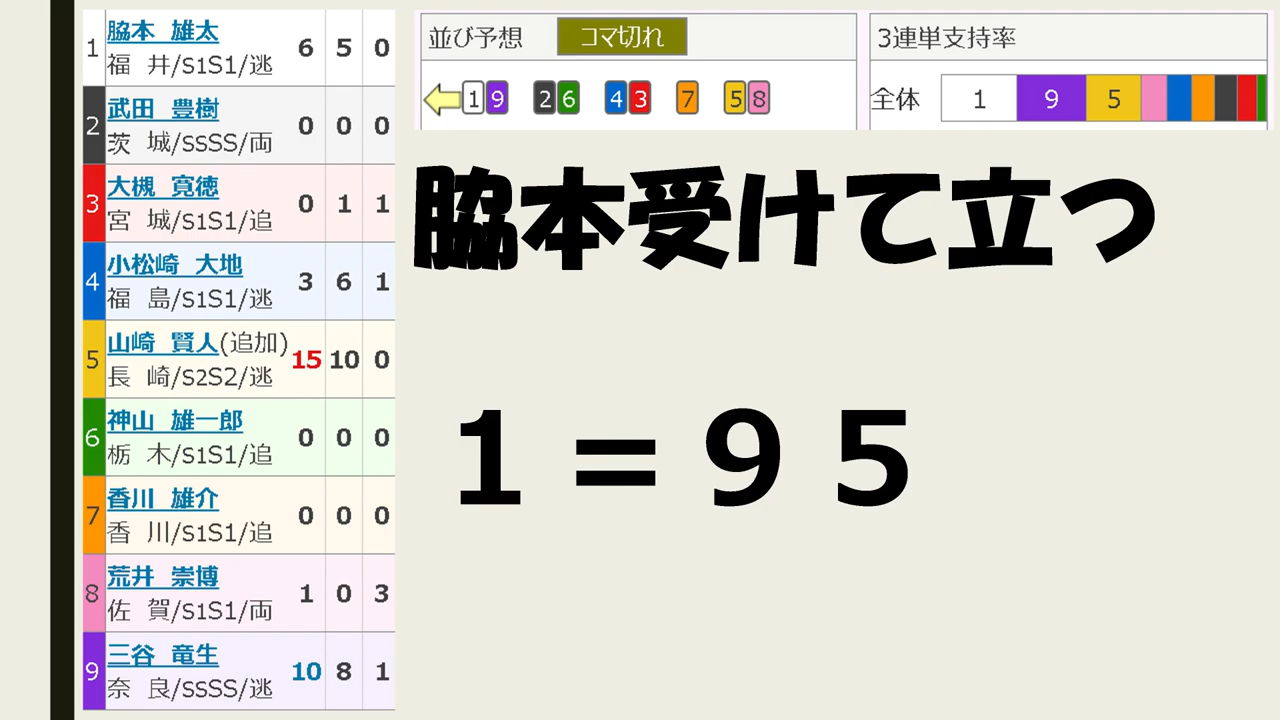 1 脇本 雄太 6 5 0
福 井/S1S1/逃
2 武田 豊樹 0 0 0
茨 城/SSSS/両
3 大槻 寛徳 0 1 1
宮 城/S1S1/追
4 小松崎 大地 3 6 1
福 島/S1S1/逃
5 山崎 賢人(追加) 15 10 0
長 崎/S2S2/逃
6 神山 雄一郎 0 0 0
栃 木/S1S1/追
7 香川 雄介 0 0 0
香 川/S1S1/追
8 荒井 崇博 1 0 3
佐 賀/S1S1/両
9 三谷 竜生 10 8 1
奈 良/SSSS/逃
並び予想 コマ切れ
1 9 2 6 4 3 7 5 8
3連単支持率
全体 1 9 5
脇本受けて立つ
1=95